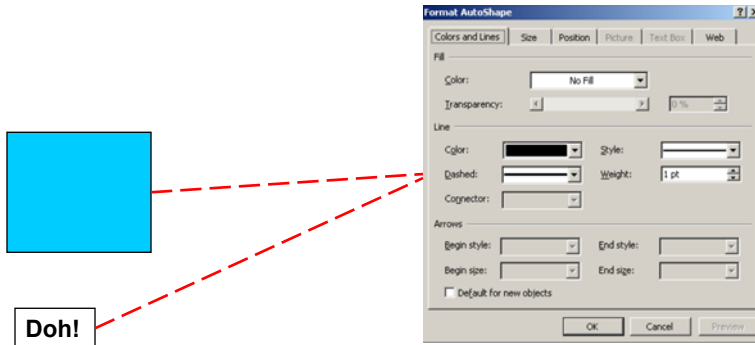 Format AutoShape
Colors and Lines Size Position Picture Text Box Web
Fill
Color: No Fill
Transparency: 0 %
Line
Color: Style:
Dashed: Weight: 1 pt
Connector:
Arrows
Begin style: End style:
Begin size: End size:
Default for new objects
OK Cancel Preview
Doh!